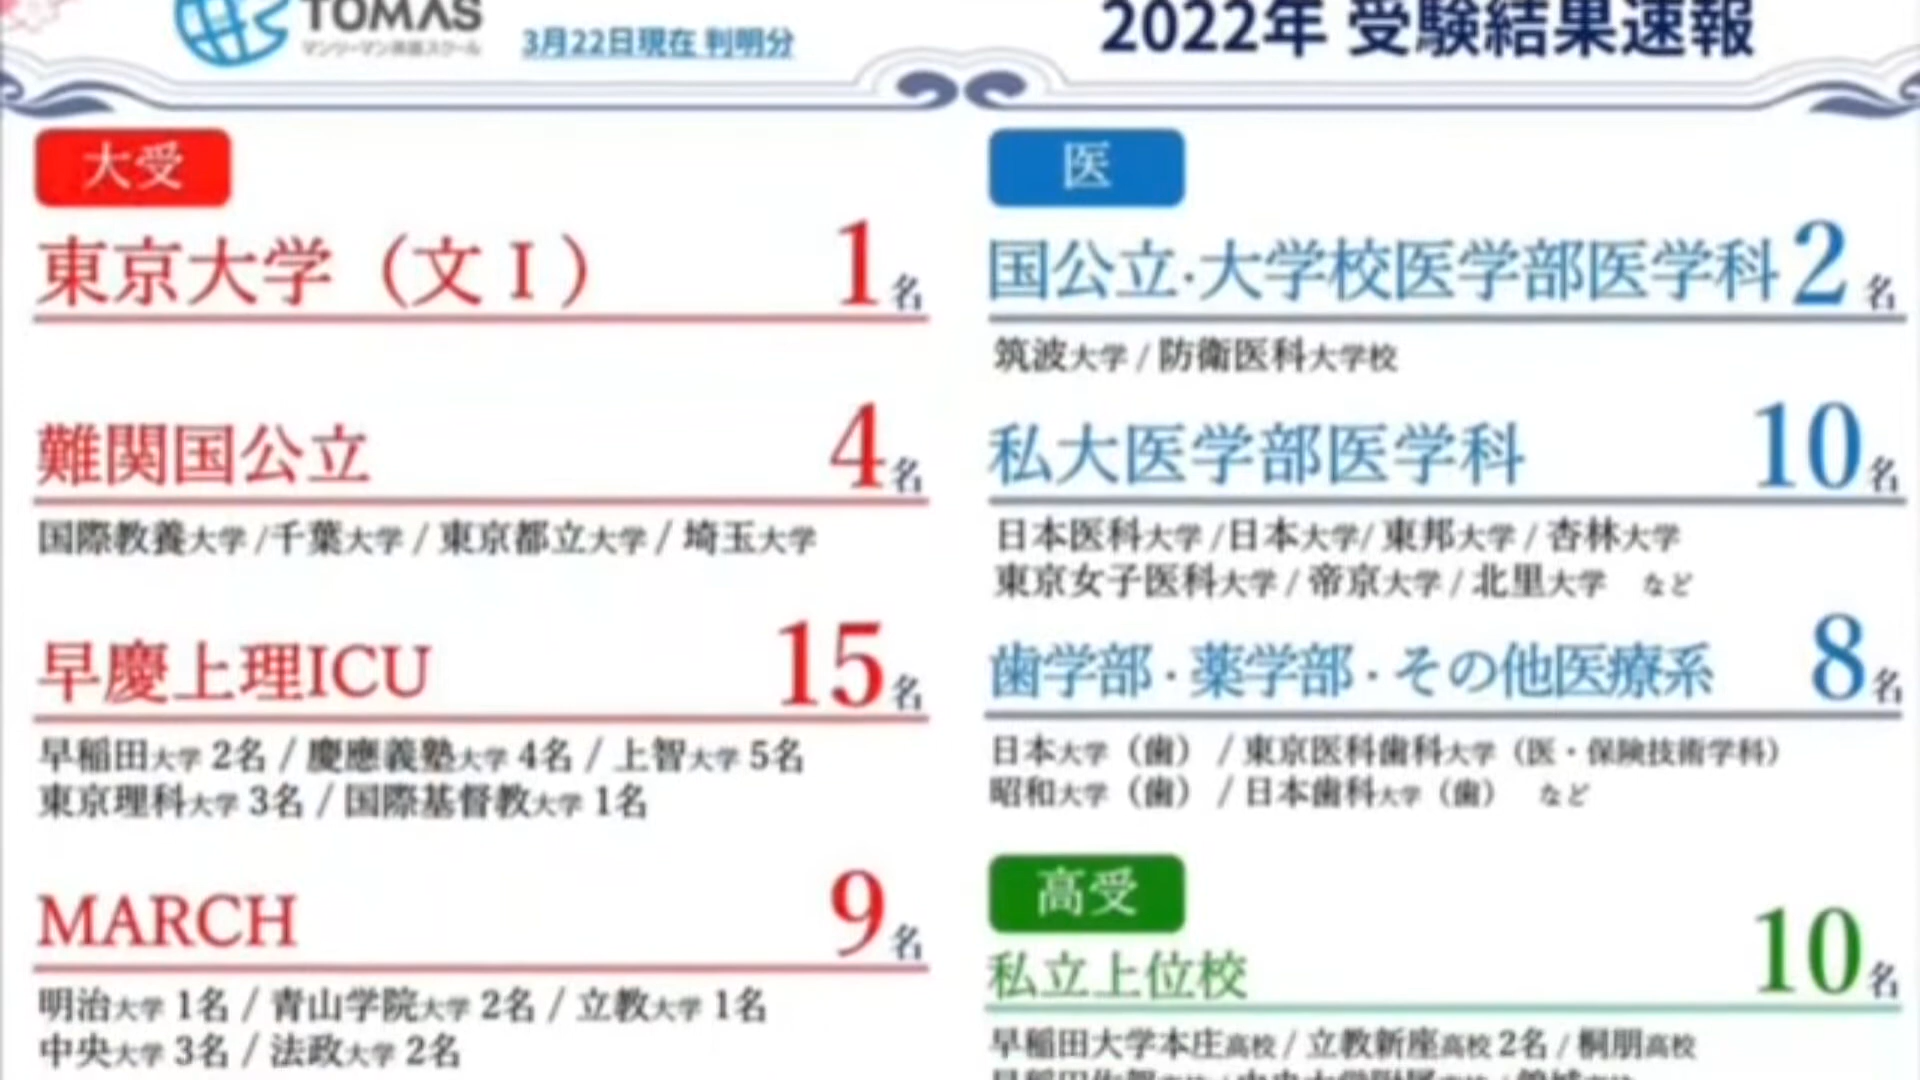 TOMAS
3月22日現在 判明分
2022年 受験結果速報
大受
東京大学（文Ⅰ） 1名
難関国公立 4名
国際教養大学 / 千葉大学 / 東京都立大学 / 埼玉大学
早慶上理ICU 15名
早稲田大学 2名 / 慶應義塾大学 4名 / 上智大学 5名
東京理科大学 3名 / 国際基督教大学 1名
MARCH 9名
明治大学 1名 / 青山学院大学 2名 / 立教大学 1名
中央大学 3名 / 法政大学 2名
医
国公立・大学校医学部医学科 2名
筑波大学 / 防衛医科大学校
私大医学部医学科 10名
日本医科大学 / 日本大学 / 東邦大学 / 杏林大学
東京女子医科大学 / 帝京大学 / 北里大学 など
歯学部・薬学部・その他医療系 8名
日本大学（歯） / 東京医科歯科大学（医・保険技術学科）
昭和大学（歯） / 日本歯科大学（歯） など
高受
私立上位校 10名
早稲田大学本庄高校 / 立教新座高校 2名 / 桐朋高校